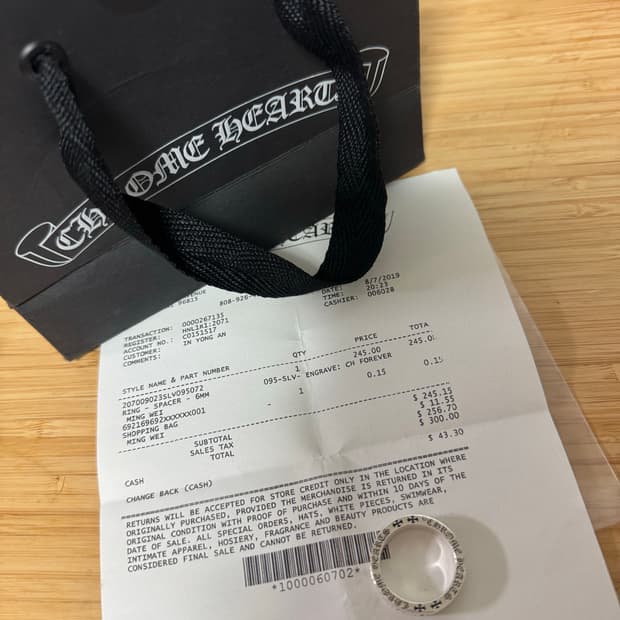 CHROME HEARTS
96815
808-926-
DATE: 8/7/2019
TIME: 20:23
CASHIER: 006028
TRANSACTION: 0000267135
REGISTER: HNL1K1:2071
ACCOUNT NO.: C0151517
CUSTOMER: IN YONG AN
COMMENTS:
STYLE NAME & PART NUMBER QTY PRICE TOTA
207009023SLV095072 1 245.00 245.0
RING - SPACER - 6MM 095-SLV- ENGRAVE: CH FOREVER
MING WEI
692169692XXXXXX001 1 0.15 0.15
SHOPPING BAG -
MING WEI
SUBTOTAL $ 245.15
SALES TAX $ 11.55
TOTAL $ 256.70
CASH $ 300.00
CHANGE BACK (CASH) $ 43.30
RETURNS WILL BE ACCEPTED FOR STORE CREDIT ONLY IN THE LOCATION WHERE
ORIGINALLY PURCHASED, PROVIDED THE MERCHANDISE IS RETURNED IN ITS
ORIGINAL CONDITION WITH PROOF OF PURCHASE AND WITHIN 10 DAYS OF THE
DATE OF SALE. ALL SPECIAL ORDERS, HATS, WHITE PIECES, SWIMWEAR,
INTIMATE APPAREL, HOSIERY, FRAGRANCE AND BEAUTY PRODUCTS ARE
CONSIDERED FINAL SALE AND CANNOT BE RETURNED.
*1000060702*
CHROME HEARTS
CHROME HEARTS